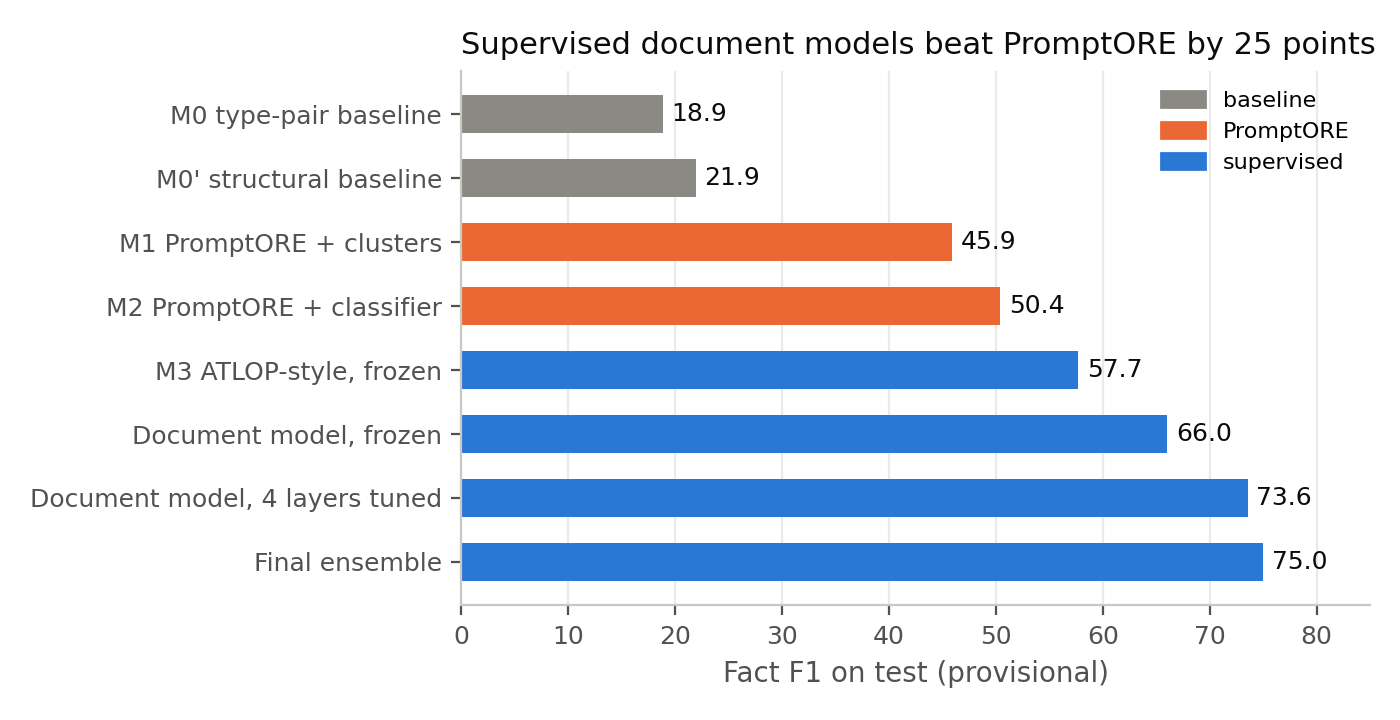 Supervised document models beat PromptORE by 25 points
baseline
PromptORE
supervised
M0 type-pair baseline 18.9
M0' structural baseline 21.9
M1 PromptORE + clusters 45.9
M2 PromptORE + classifier 50.4
M3 ATLOP-style, frozen 57.7
Document model, frozen 66.0
Document model, 4 layers tuned 73.6
Final ensemble 75.0
0 10 20 30 40 50 60 70 80
Fact F1 on test (provisional)